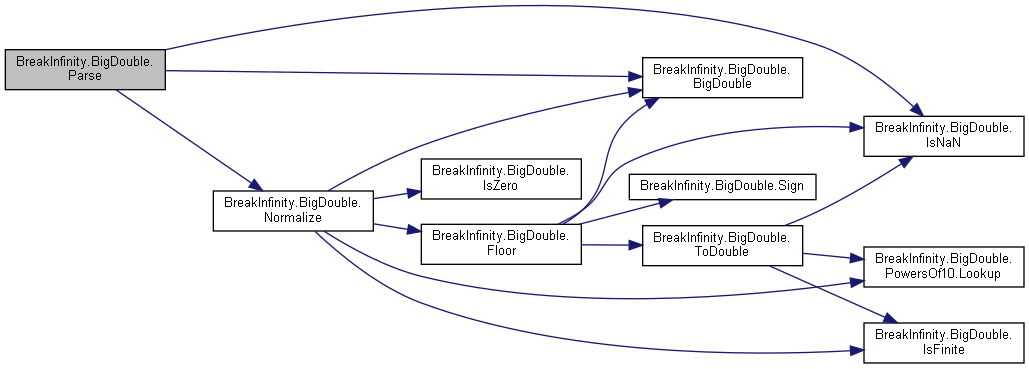 BreakInfinity.BigDouble.
Parse
BreakInfinity.BigDouble.
BigDouble
BreakInfinity.BigDouble.
IsNaN
BreakInfinity.BigDouble.
IsZero
BreakInfinity.BigDouble.Sign
BreakInfinity.BigDouble.
Normalize
BreakInfinity.BigDouble.
Floor
BreakInfinity.BigDouble.
ToDouble
BreakInfinity.BigDouble.
PowersOf10.Lookup
BreakInfinity.BigDouble.
IsFinite